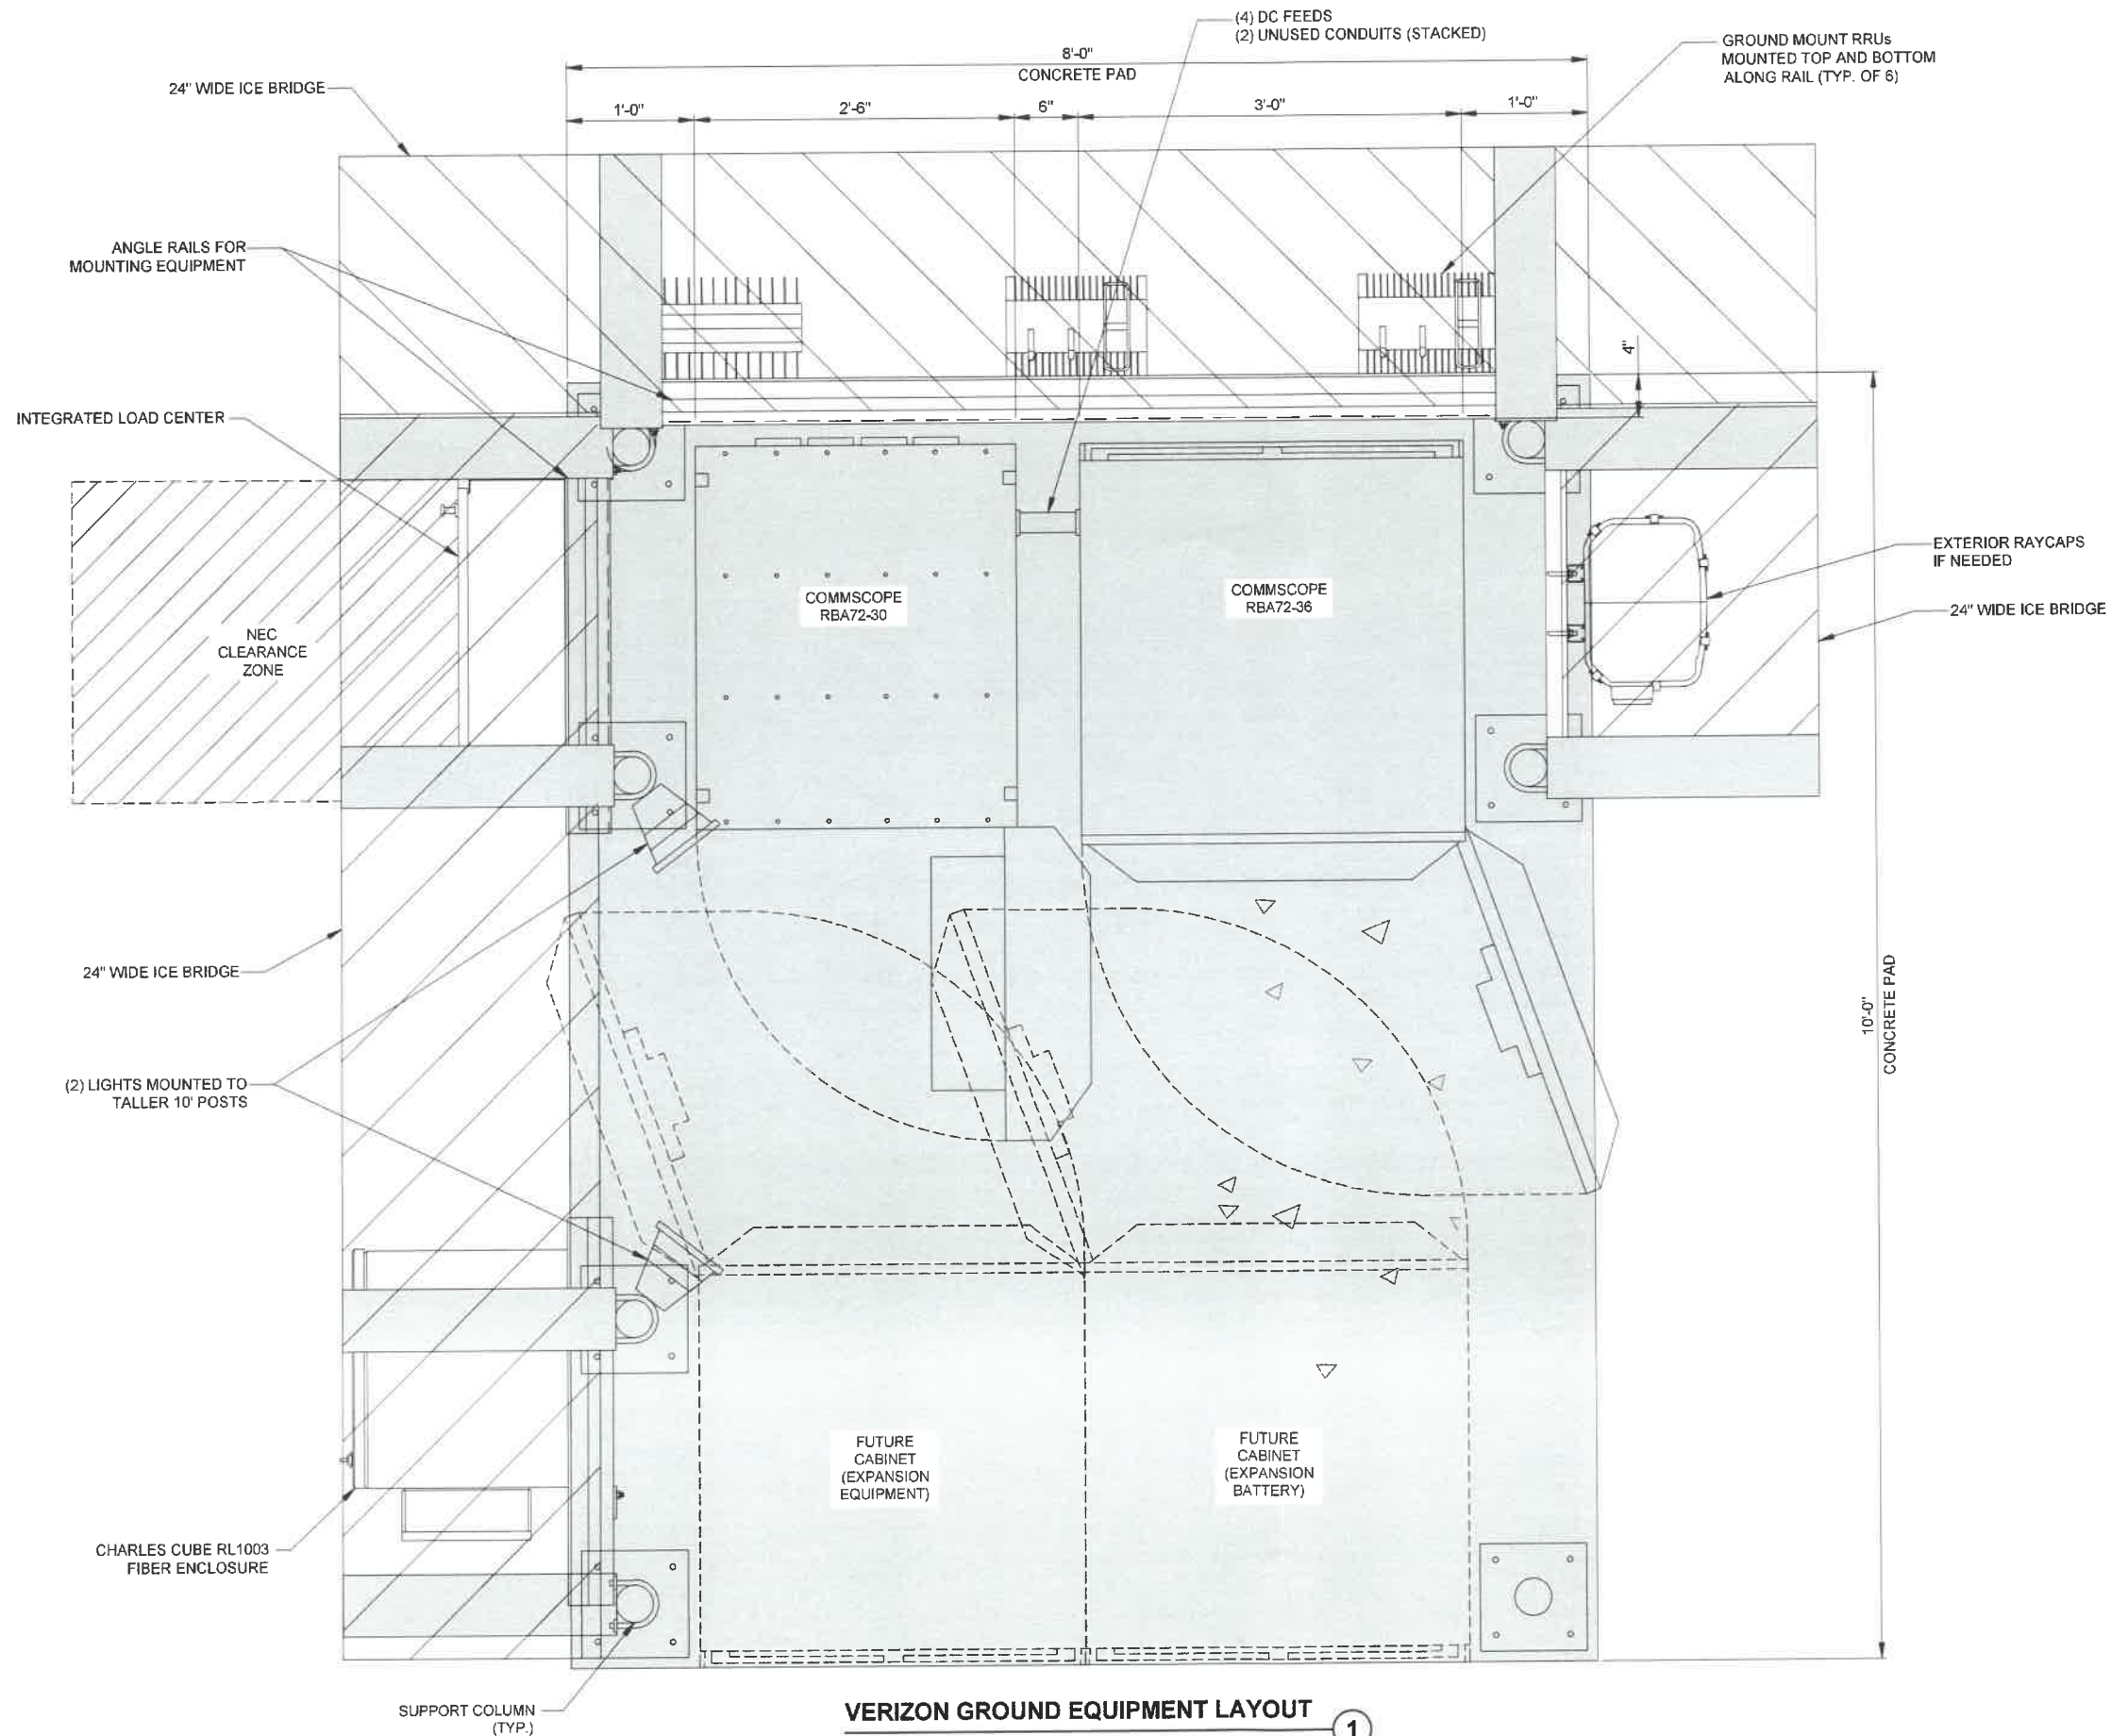 (4) DC FEEDS
(2) UNUSED CONDUITS (STACKED)
8'-0"
CONCRETE PAD
GROUND MOUNT RRUs
MOUNTED TOP AND BOTTOM
ALONG RAIL (TYP. OF 6)
24" WIDE ICE BRIDGE
1'-0"
2'-6"
6"
3'-0"
1'-0"
ANGLE RAILS FOR
MOUNTING EQUIPMENT
4"
INTEGRATED LOAD CENTER
EXTERIOR RAYCAPS
IF NEEDED
COMMSCOPE
RBA72-30
COMMSCOPE
RBA72-36
24" WIDE ICE BRIDGE
NEC
CLEARANCE
ZONE
24" WIDE ICE BRIDGE
10'-0"
CONCRETE PAD
(2) LIGHTS MOUNTED TO
TALLER 10' POSTS
FUTURE
CABINET
(EXPANSION
EQUIPMENT)
FUTURE
CABINET
(EXPANSION
BATTERY)
CHARLES CUBE RL1003
FIBER ENCLOSURE
SUPPORT COLUMN
(TYP.)
VERIZON GROUND EQUIPMENT LAYOUT
1